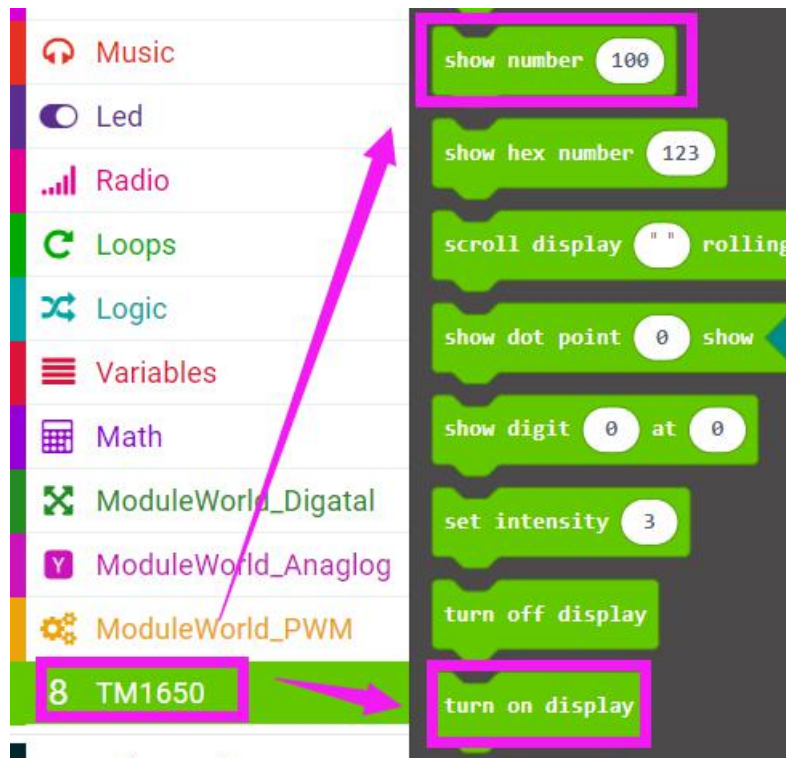 Music
Led
Radio
Loops
Logic
Variables
Math
ModuleWorld_Digatal
ModuleWorld_Anaglog
ModuleWorld_PWM
8 TM1650
show number 100
show hex number 123
scroll display " " rolling
show dot point 0 show
show digit 0 at 0
set intensity 3
turn off display
turn on display